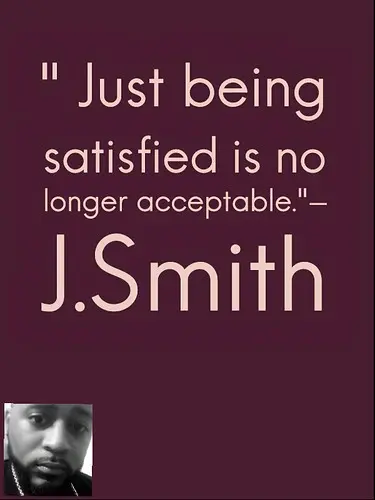 " Just being
satisfied is no
longer acceptable."–
J.Smith